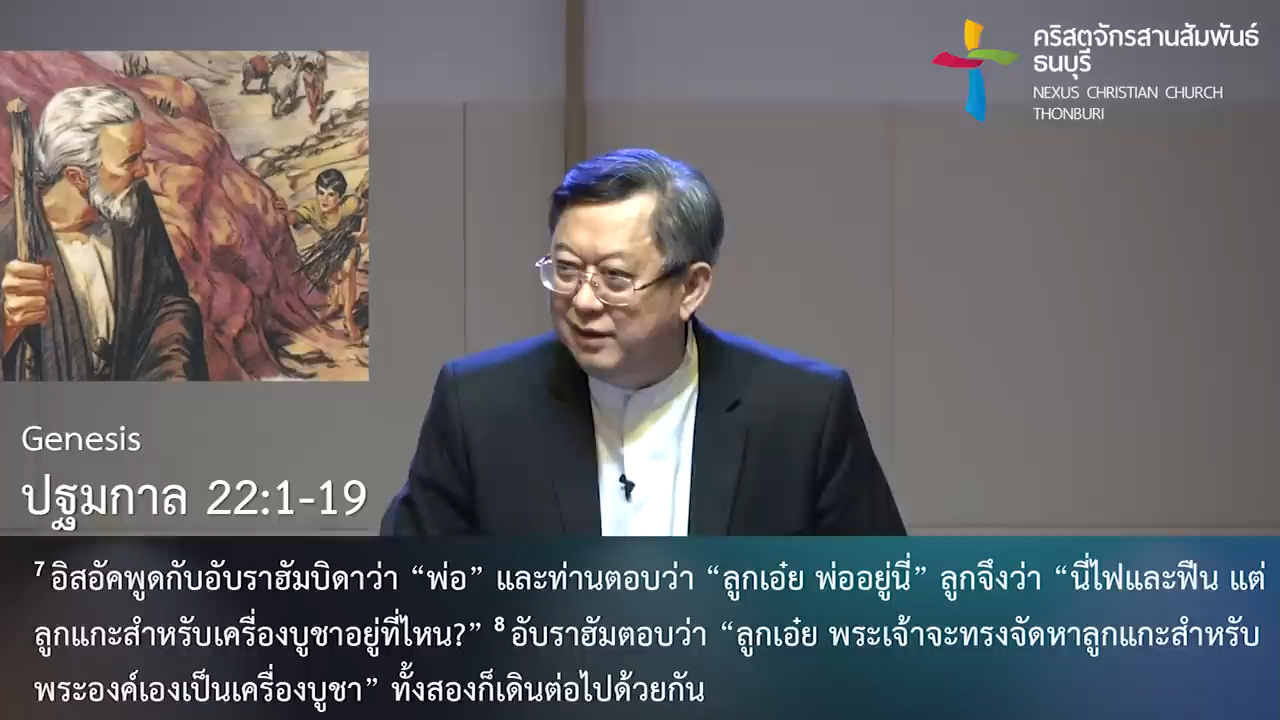 คริสตจักรสานสัมพันธ์
ธนบุรี
NEXUS CHRISTIAN CHURCH
THONBURI
Genesis
ปฐมกาล 22:1-19
7 อิสอัคพูดกับอับราฮัมบิดาว่า “พ่อ” และท่านตอบว่า “ลูกเอ๋ย พ่ออยู่นี่” ลูกจึงว่า “นี่ไฟและฟืน แต่
ลูกแกะสำหรับเครื่องบูชาอยู่ที่ไหน?” 8 อับราฮัมตอบว่า “ลูกเอ๋ย พระเจ้าจะทรงจัดหาลูกแกะสำหรับ
พระองค์เองเป็นเครื่องบูชา” ทั้งสองก็เดินต่อไปด้วยกัน